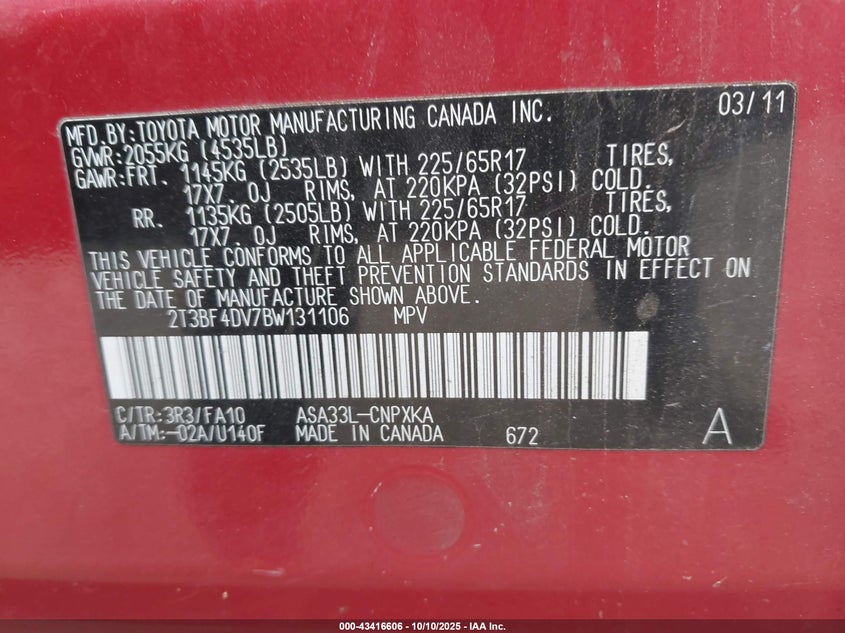 MFD.BY:TOYOTA MOTOR MANUFACTURING CANADA INC. 03/11
GVWR:2055KG (4535LB)
GAWR:FRT. 1145KG (2535LB) WITH 225/65R17 TIRES,
17X7.0J RIMS, AT 220KPA (32PSI) COLD.
RR. 1135KG (2505LB) WITH 225/65R17 TIRES,
17X7.0J RIMS, AT 220KPA (32PSI) COLD.
THIS VEHICLE CONFORMS TO ALL APPLICABLE FEDERAL MOTOR
VEHICLE SAFETY AND THEFT PREVENTION STANDARDS IN EFFECT ON
THE DATE OF MANUFACTURE SHOWN ABOVE.
2T3BF4DV7BW131106 MPV
C/TR:3R3/FA10 ASA33L-CNPXKA
A/TM:-02A/U140F MADE IN CANADA 672 A
000-43416606 - 10/10/2025 - IAA Inc.